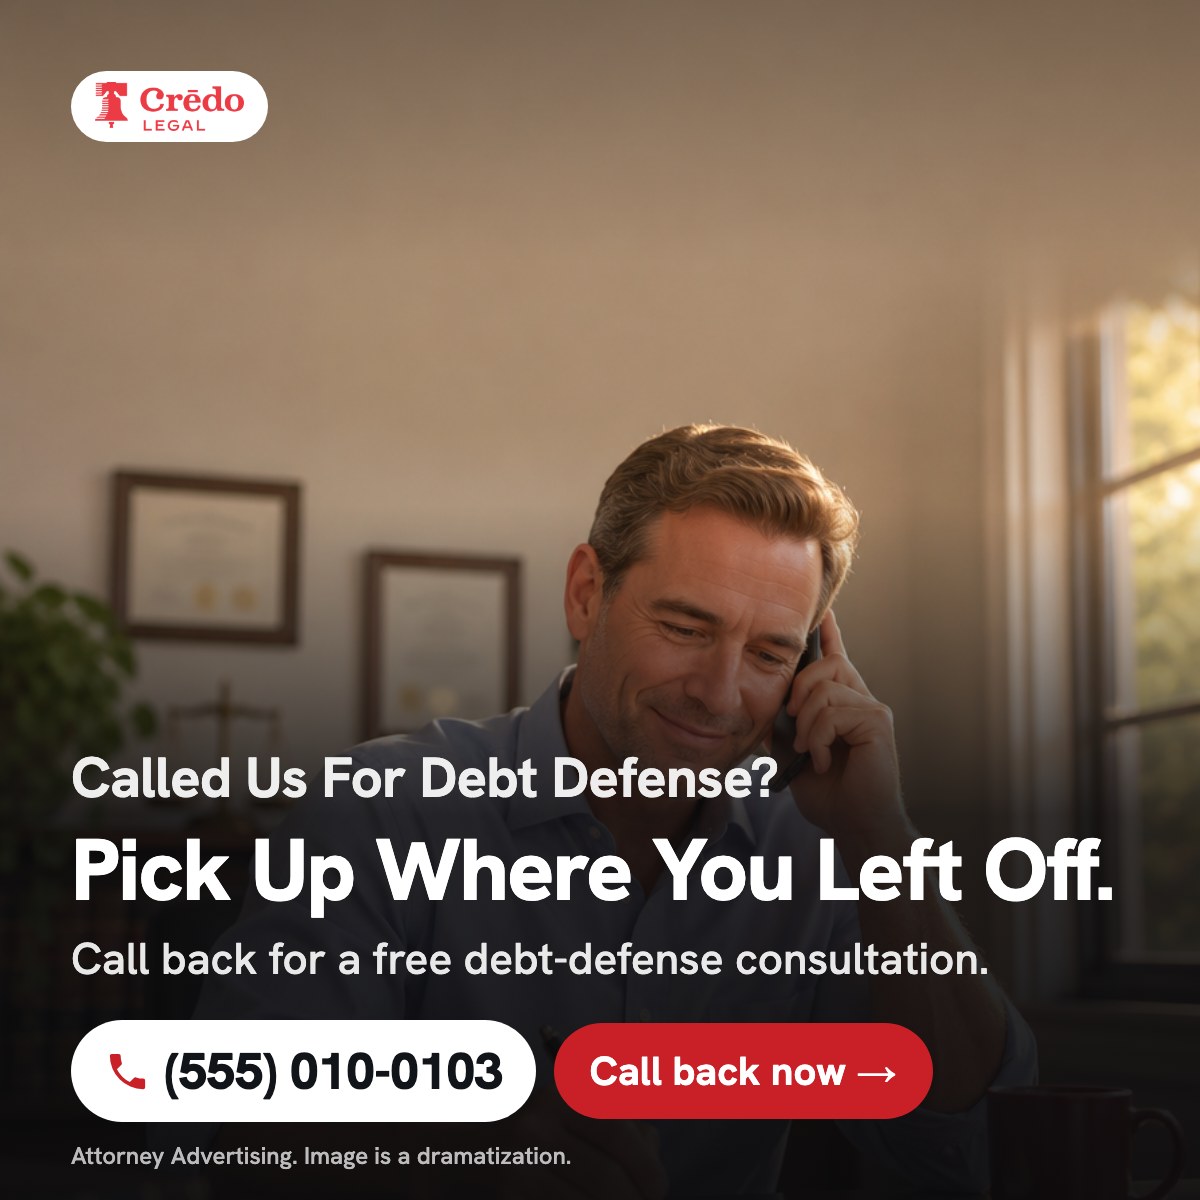 Crēdo
LEGAL
Called Us For Debt Defense?
Pick Up Where You Left Off.
Call back for a free debt-defense consultation.
(555) 010-0103
Call back now →
Attorney Advertising. Image is a dramatization.